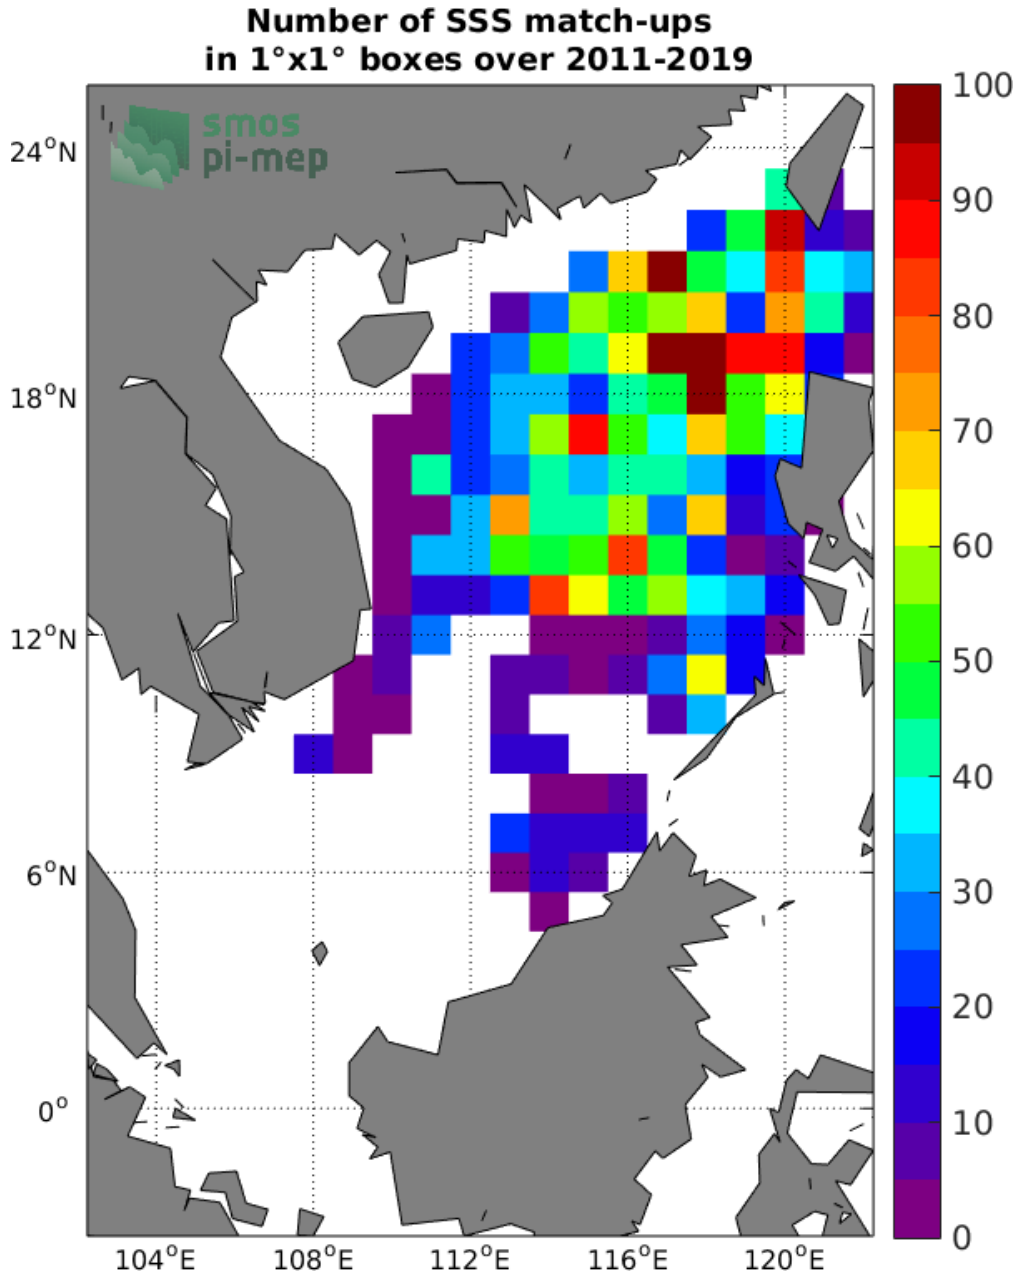 Number of SSS match-ups
in 1°x1° boxes over 2011-2019
smos
pi-mep
24°N
18°N
12°N
6°N
0°
104°E 108°E 112°E 116°E 120°E
100
90
80
70
60
50
40
30
20
10
0